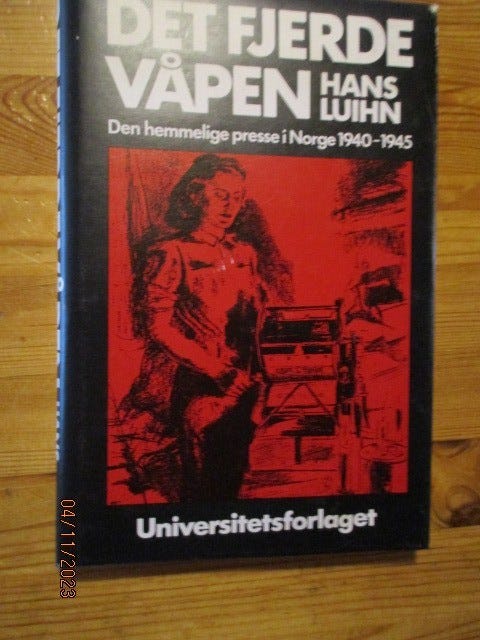 DET FJERDE
VÅPEN HANS
LUIHN
Den hemmelige presse i Norge 1940-1945
Universitetsforlaget
04/11/2023